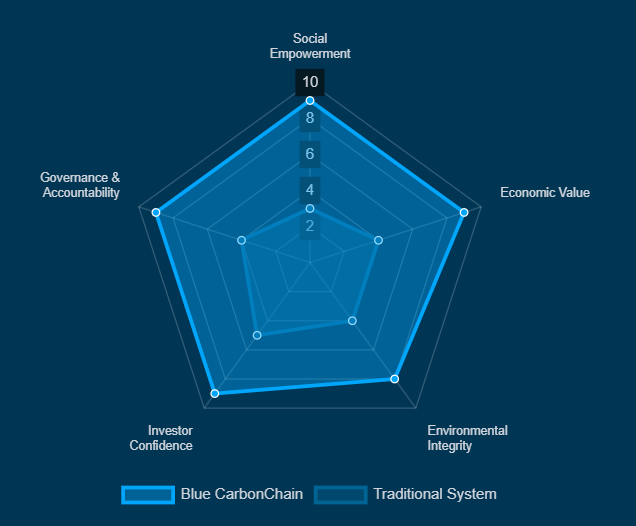 Social
Empowerment
10
8
6
4
2
Governance &
Accountability
Economic Value
Investor
Confidence
Environmental
Integrity
Blue CarbonChain
Traditional System